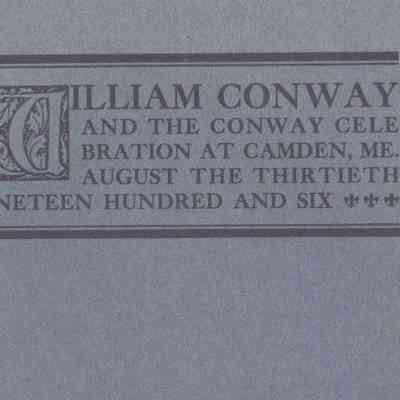 WILLIAM CONWAY
AND THE CONWAY CELE
BRATION AT CAMDEN, ME.
AUGUST THE THIRTIETH
NETEEN HUNDRED AND SIX